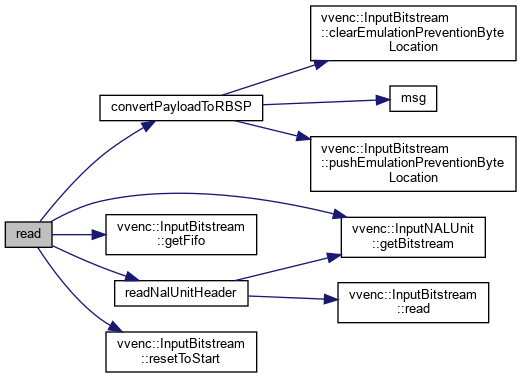 read
convertPayloadToRBSP
vvenc::InputBitstream
::clearEmulationPreventionByte
Location
msg
vvenc::InputBitstream
::pushEmulationPreventionByte
Location
vvenc::InputBitstream
::getFifo
vvenc::InputNALUnit
::getBitstream
readNalUnitHeader
vvenc::InputBitstream
::read
vvenc::InputBitstream
::resetToStart